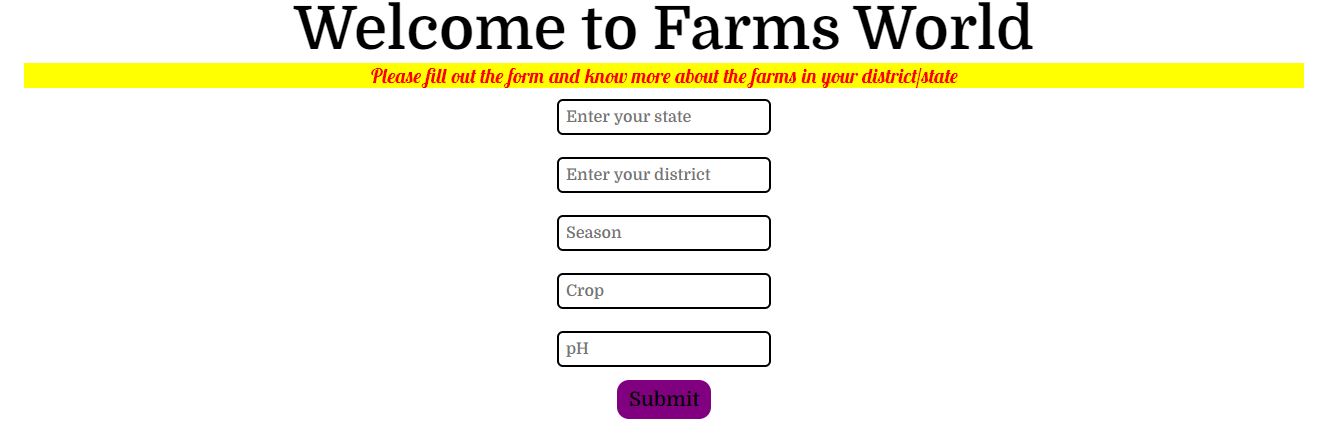 Welcome to Farms World
Please fill out the form and know more about the farms in your district/state
Enter your state
Enter your district
Season
Crop
pH
Submit